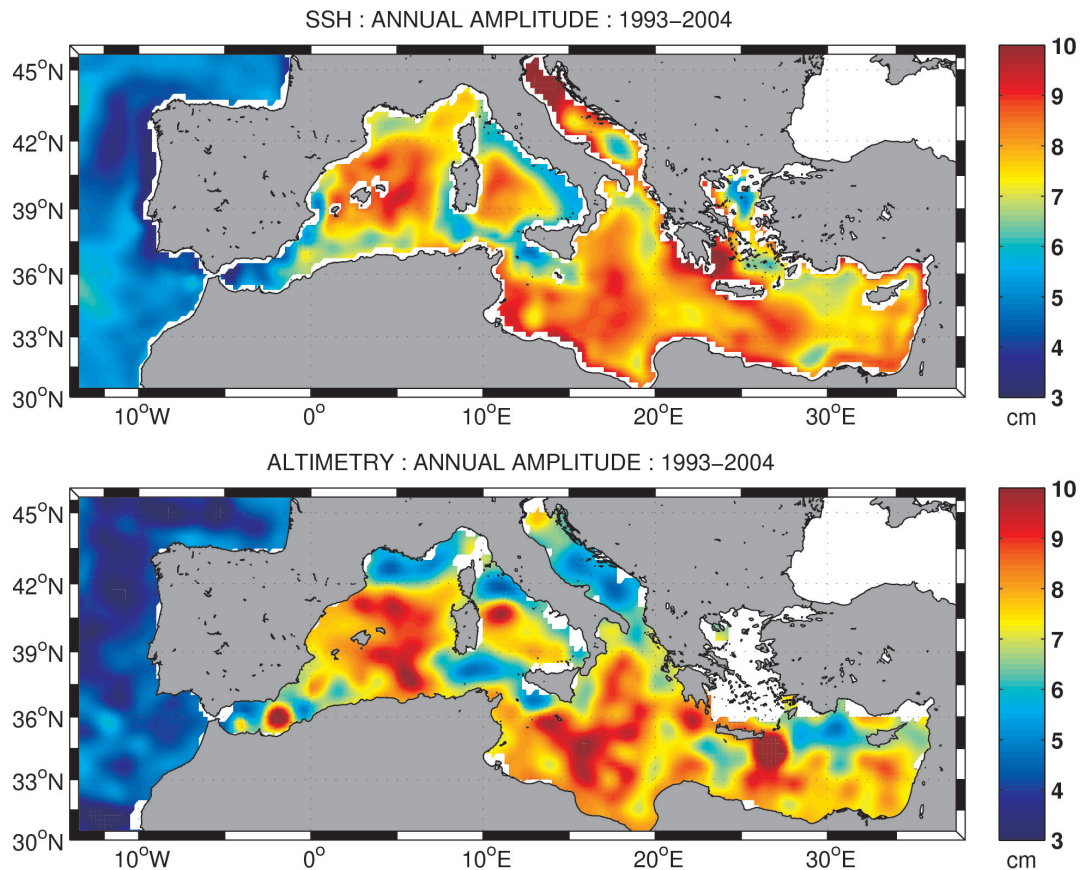 SSH : ANNUAL AMPLITUDE : 1993−2004
45°N
42°N
39°N
36°N
33°N
30°N
10°W
0°
10°E
20°E
30°E
10
9
8
7
6
5
4
3
cm
ALTIMETRY : ANNUAL AMPLITUDE : 1993−2004
45°N
42°N
39°N
36°N
33°N
30°N
10°W
0°
10°E
20°E
30°E
10
9
8
7
6
5
4
3
cm